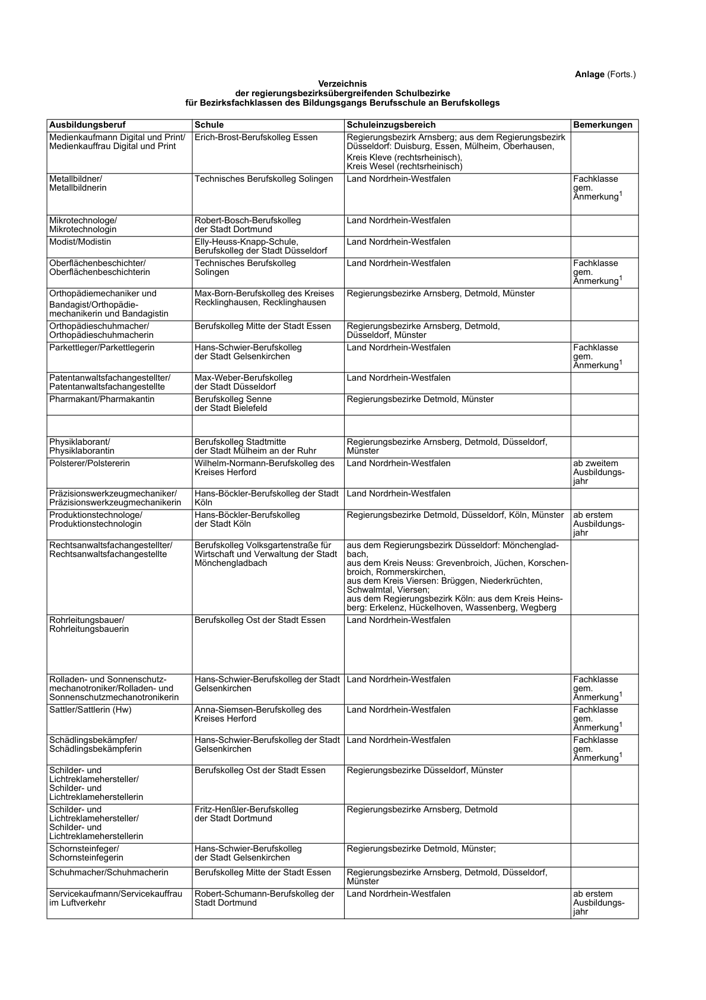 Anlage (Forts.)
Verzeichnis
der regierungsbezirksübergreifenden Schulbezirke
für Bezirksfachklassen des Bildungsgangs Berufsschule an Berufskollegs
Ausbildungsberuf Schule Schuleinzugsbereich Bemerkungen
Medienkaufmann Digital und Print/ Erich-Brost-Berufskolleg Essen Regierungsbezirk Arnsberg; aus dem Regierungsbezirk
Medienkauffrau Digital und Print Düsseldorf: Duisburg, Essen, Mülheim, Oberhausen,
Kreis Kleve (rechtsrheinisch),
Kreis Wesel (rechtsrheinisch)
Metallbildner/ Technisches Berufskolleg Solingen Land Nordrhein-Westfalen Fachklasse
Metallbildnerin gem.
Anmerkung1
Mikrotechnologe/ Robert-Bosch-Berufskolleg Land Nordrhein-Westfalen
Mikrotechnologin der Stadt Dortmund
Modist/Modistin Elly-Heuss-Knapp-Schule, Land Nordrhein-Westfalen
Berufskolleg der Stadt Düsseldorf
Oberflächenbeschichter/ Technisches Berufskolleg Land Nordrhein-Westfalen Fachklasse
Oberflächenbeschichterin Solingen gem.
Anmerkung1
Orthopädiemechaniker und Max-Born-Berufskolleg des Kreises Regierungsbezirke Arnsberg, Detmold, Münster
Bandagist/Orthopädie- Recklinghausen, Recklinghausen
mechanikerin und Bandagistin
Orthopädieschuhmacher/ Berufskolleg Mitte der Stadt Essen Regierungsbezirke Arnsberg, Detmold,
Orthopädieschuhmacherin Düsseldorf, Münster
Parkettleger/Parkettlegerin Hans-Schwier-Berufskolleg Land Nordrhein-Westfalen Fachklasse
der Stadt Gelsenkirchen gem.
Anmerkung1
Patentanwaltsfachangestellter/ Max-Weber-Berufskolleg Land Nordrhein-Westfalen
Patentanwaltsfachangestellte der Stadt Düsseldorf
Pharmakant/Pharmakantin Berufskolleg Senne Regierungsbezirke Detmold, Münster
der Stadt Bielefeld
Physiklaborant/ Berufskolleg Stadtmitte Regierungsbezirke Arnsberg, Detmold, Düsseldorf,
Physiklaborantin der Stadt Mülheim an der Ruhr Münster
Polsterer/Polstererin Wilhelm-Normann-Berufskolleg des Land Nordrhein-Westfalen ab zweitem
Kreises Herford Ausbildungs-
jahr
Präzisionswerkzeugmechaniker/ Hans-Böckler-Berufskolleg der Stadt Land Nordrhein-Westfalen
Präzisionswerkzeugmechanikerin Köln
Produktionstechnologe/ Hans-Böckler-Berufskolleg Regierungsbezirke Detmold, Düsseldorf, Köln, Münster ab erstem
Produktionstechnologin der Stadt Köln Ausbildungs-
jahr
Rechtsanwaltsfachangestellter/ Berufskolleg Volksgartenstraße für aus dem Regierungsbezirk Düsseldorf: Mönchenglad-
Rechtsanwaltsfachangestellte Wirtschaft und Verwaltung der Stadt bach,
Mönchengladbach aus dem Kreis Neuss: Grevenbroich, Jüchen, Korschen-
broich, Rommerskirchen,
aus dem Kreis Viersen: Brüggen, Niederkrüchten,
Schwalmtal, Viersen;
aus dem Regierungsbezirk Köln: aus dem Kreis Heins-
berg: Erkelenz, Hückelhoven, Wassenberg, Wegberg
Rohrleitungsbauer/ Berufskolleg Ost der Stadt Essen Land Nordrhein-Westfalen
Rohrleitungsbauerin
Rolladen- und Sonnenschutz- Hans-Schwier-Berufskolleg der Stadt Land Nordrhein-Westfalen Fachklasse
mechanotroniker/Rolladen- und Gelsenkirchen gem.
Sonnenschutzmechanotronikerin Anmerkung1
Sattler/Sattlerin (Hw) Anna-Siemsen-Berufskolleg des Land Nordrhein-Westfalen Fachklasse
Kreises Herford gem.
Anmerkung1
Schädlingsbekämpfer/ Hans-Schwier-Berufskolleg der Stadt Land Nordrhein-Westfalen Fachklasse
Schädlingsbekämpferin Gelsenkirchen gem.
Anmerkung1
Schilder- und Berufskolleg Ost der Stadt Essen Regierungsbezirke Düsseldorf, Münster
Lichtreklamehersteller/
Schilder- und
Lichtreklameherstellerin
Schilder- und Fritz-Henßler-Berufskolleg Regierungsbezirke Arnsberg, Detmold
Lichtreklamehersteller/ der Stadt Dortmund
Schilder- und
Lichtreklameherstellerin
Schornsteinfeger/ Hans-Schwier-Berufskolleg Regierungsbezirke Detmold, Münster;
Schornsteinfegerin der Stadt Gelsenkirchen
Schuhmacher/Schuhmacherin Berufskolleg Mitte der Stadt Essen Regierungsbezirke Arnsberg, Detmold, Düsseldorf,
Münster
Servicekaufmann/Servicekauffrau Robert-Schumann-Berufskolleg der Land Nordrhein-Westfalen ab erstem
im Luftverkehr Stadt Dortmund Ausbildungs-
jahr